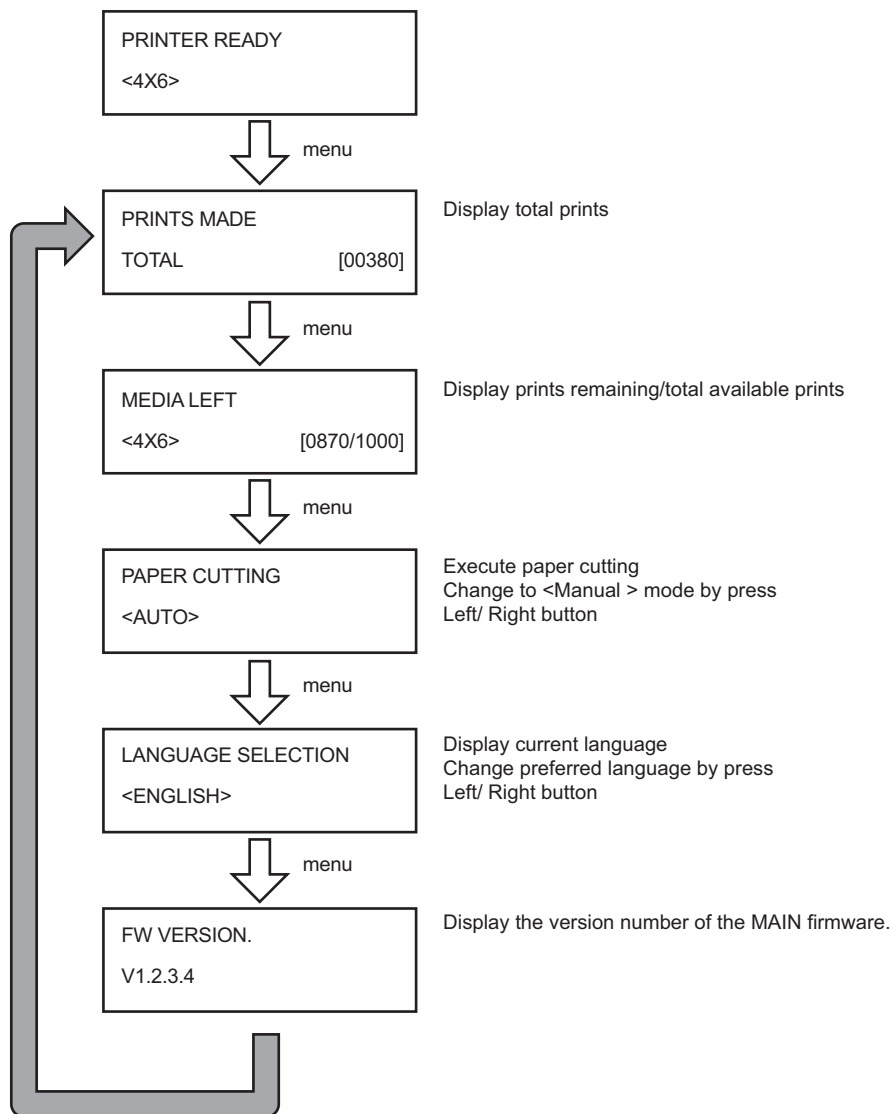 PRINTER READY
<4X6>
menu
PRINTS MADE
TOTAL [00380]
Display total prints
menu
MEDIA LEFT
<4X6> [0870/1000]
Display prints remaining/total available prints
menu
PAPER CUTTING
<AUTO>
Execute paper cutting
Change to <Manual > mode by press
Left/ Right button
menu
LANGUAGE SELECTION
<ENGLISH>
Display current language
Change preferred language by press
Left/ Right button
menu
FW VERSION.
V1.2.3.4
Display the version number of the MAIN firmware.